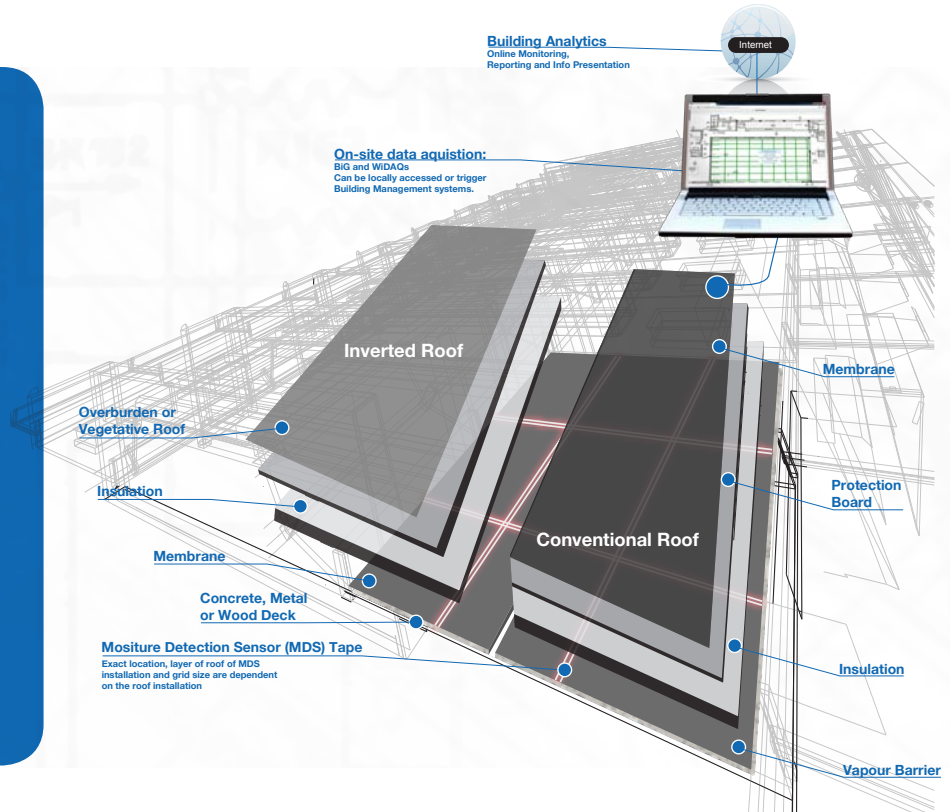 Building Analytics
Online Monitoring,
Reporting and Info Presentation
Internet
On-site data aquistion:
BiG and WiDAQs
Can be locally accessed or trigger
Building Management systems.
Inverted Roof
Membrane
Overburden or
Vegetative Roof
Insulation
Protection
Board
Conventional Roof
Membrane
Concrete, Metal
or Wood Deck
Mositure Detection Sensor (MDS) Tape
Exact location, layer of roof of MDS
installation and grid size are dependent
on the roof installation
Insulation
Vapour Barrier